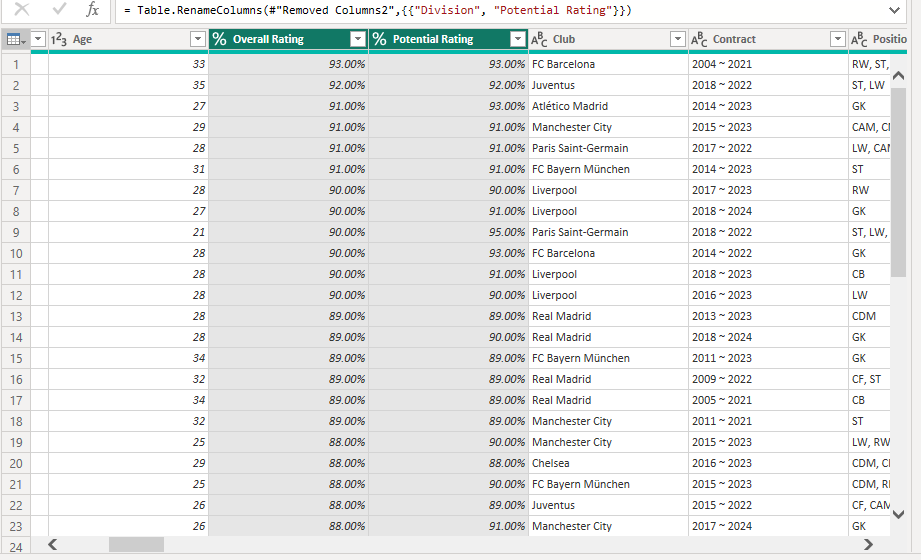 fx = Table.RenameColumns(#"Removed Columns2",{{"Division", "Potential Rating"}})
1²3 Age % Overall Rating % Potential Rating ABC Club ABC Contract ABC Positio
1 33 93.00% 93.00% FC Barcelona 2004 ~ 2021 RW, ST,
2 35 92.00% 92.00% Juventus 2018 ~ 2022 ST, LW
3 27 91.00% 93.00% Atlético Madrid 2014 ~ 2023 GK
4 29 91.00% 91.00% Manchester City 2015 ~ 2023 CAM, CM
5 28 91.00% 91.00% Paris Saint-Germain 2017 ~ 2022 LW, CAM
6 31 91.00% 91.00% FC Bayern München 2014 ~ 2023 ST
7 28 90.00% 90.00% Liverpool 2017 ~ 2023 RW
8 27 90.00% 91.00% Liverpool 2018 ~ 2024 GK
9 21 90.00% 95.00% Paris Saint-Germain 2018 ~ 2022 ST, LW,
10 28 90.00% 93.00% FC Barcelona 2014 ~ 2022 GK
11 28 90.00% 91.00% Liverpool 2018 ~ 2023 CB
12 28 90.00% 90.00% Liverpool 2016 ~ 2023 LW
13 28 89.00% 89.00% Real Madrid 2013 ~ 2023 CDM
14 28 89.00% 90.00% Real Madrid 2018 ~ 2024 GK
15 34 89.00% 89.00% FC Bayern München 2011 ~ 2023 GK
16 32 89.00% 89.00% Real Madrid 2009 ~ 2022 CF, ST
17 34 89.00% 89.00% Real Madrid 2005 ~ 2021 CB
18 32 89.00% 89.00% Manchester City 2011 ~ 2021 ST
19 25 88.00% 90.00% Manchester City 2015 ~ 2023 LW, RW
20 29 88.00% 88.00% Chelsea 2016 ~ 2023 CDM, C
21 25 88.00% 90.00% FC Bayern München 2015 ~ 2023 CDM, R
22 26 88.00% 89.00% Juventus 2015 ~ 2022 CF, CAM
23 26 88.00% 91.00% Manchester City 2017 ~ 2024 GK
24